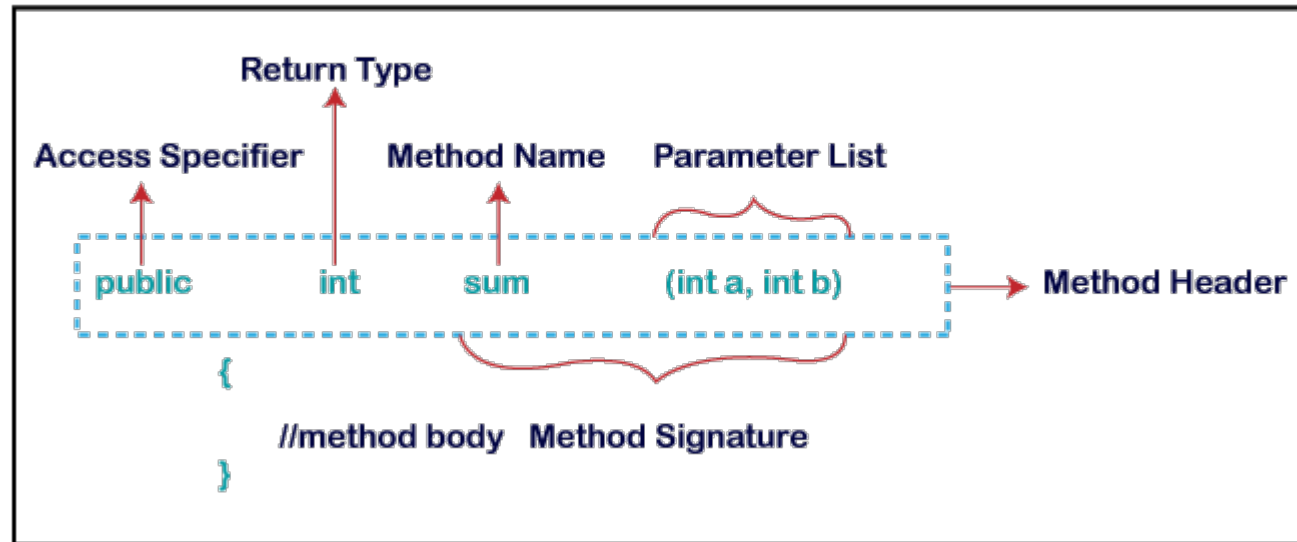 Return Type
Access Specifier Method Name Parameter List
public int sum (int a, int b) Method Header
{
//method body Method Signature
}